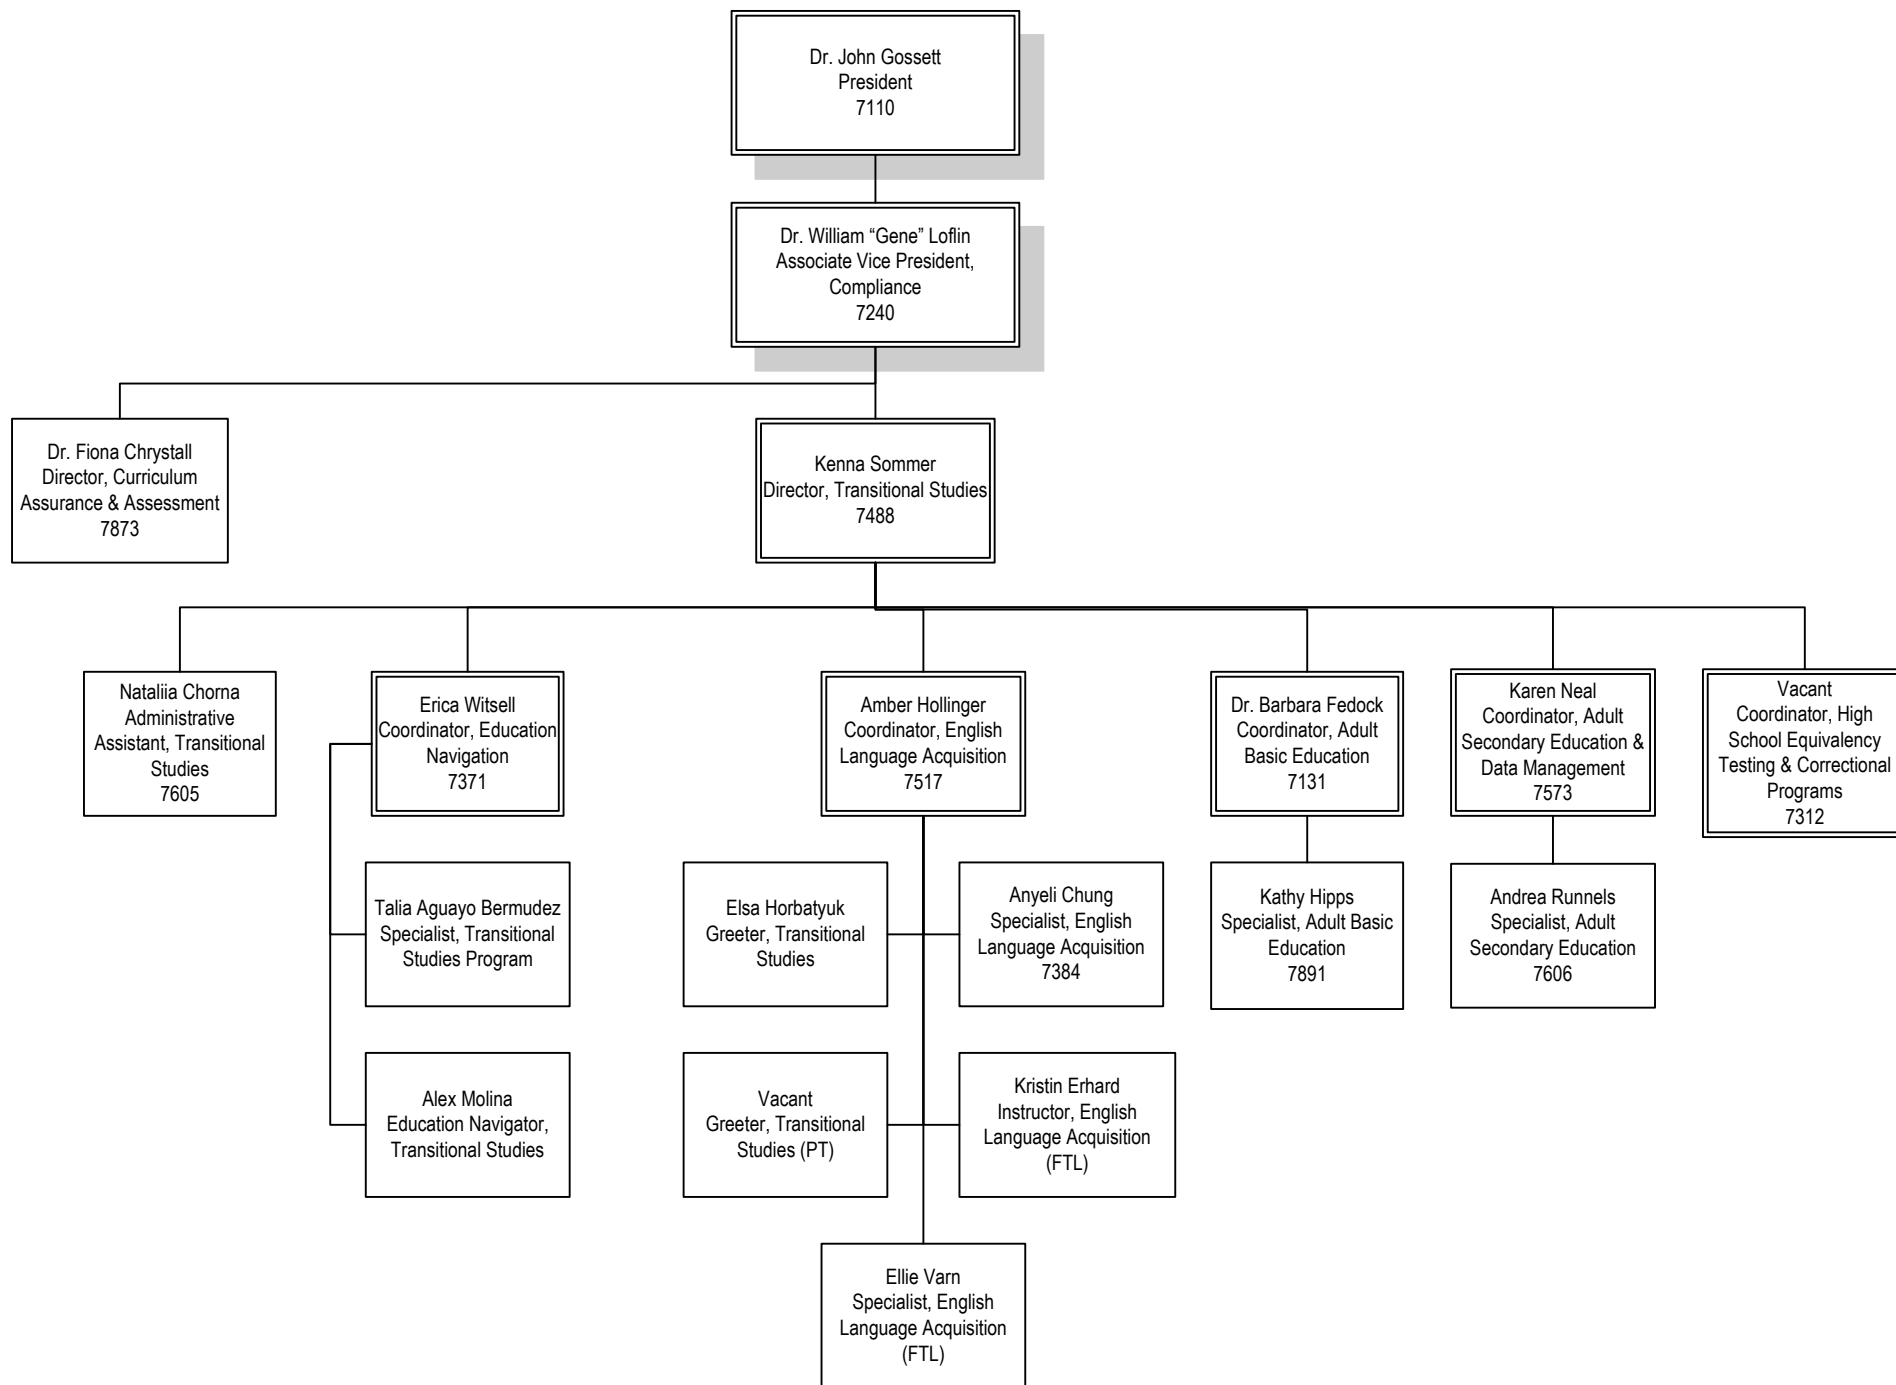 Dr. John Gossett
President
7110
Dr. William “Gene” Loflin
Associate Vice President,
Compliance
7240
Dr. Fiona Chrystall
Director, Curriculum
Assurance & Assessment
7873
Kenna Sommer
Director, Transitional Studies
7488
Nataliia Chorna
Administrative
Assistant, Transitional
Studies
7605
Erica Witsell
Coordinator, Education
Navigation
7371
Amber Hollinger
Coordinator, English
Language Acquisition
7517
Dr. Barbara Fedock
Coordinator, Adult
Basic Education
7131
Karen Neal
Coordinator, Adult
Secondary Education &
Data Management
7573
Vacant
Coordinator, High
School Equivalency
Testing & Correctional
Programs
7312
Talia Aguayo Bermudez
Specialist, Transitional
Studies Program
Elsa Horbatyuk
Greeter, Transitional
Studies
Anyeli Chung
Specialist, English
Language Acquisition
7384
Kathy Hipps
Specialist, Adult Basic
Education
7891
Andrea Runnels
Specialist, Adult
Secondary Education
7606
Alex Molina
Education Navigator,
Transitional Studies
Vacant
Greeter, Transitional
Studies (PT)
Kristin Erhard
Instructor, English
Language Acquisition
(FTL)
Ellie Varn
Specialist, English
Language Acquisition
(FTL)